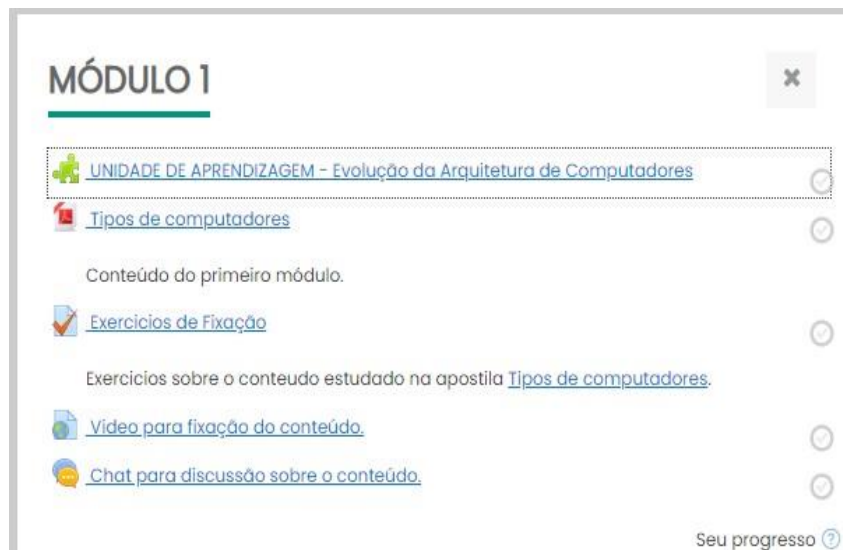 MÓDULO 1
UNIDADE DE APRENDIZAGEM - Evolução da Arquitetura de Computadores
Tipos de computadores
Conteúdo do primeiro módulo.
Exercicios de Fixação
Exercicios sobre o conteudo estudado na apostila Tipos de computadores.
Video para fixação do conteúdo.
Chat para discussão sobre o conteúdo.
Seu progresso